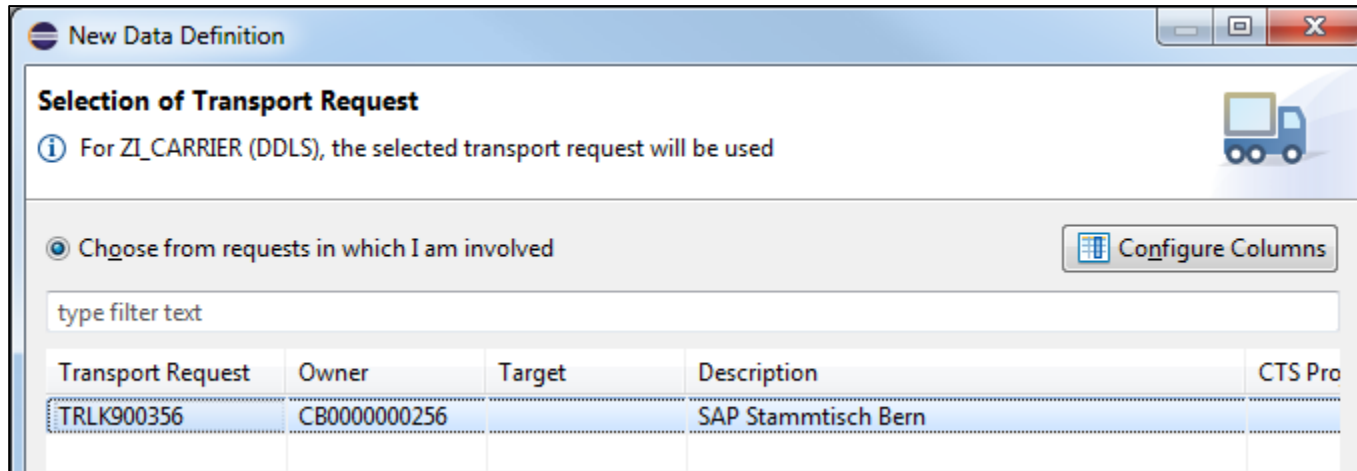 New Data Definition
Selection of Transport Request
For ZI_CARRIER (DDLS), the selected transport request will be used
Choose from requests in which I am involved
Configure Columns
type filter text
Transport Request Owner Target Description CTS Pro
TRLK900356 CB0000000256 SAP Stammtisch Bern